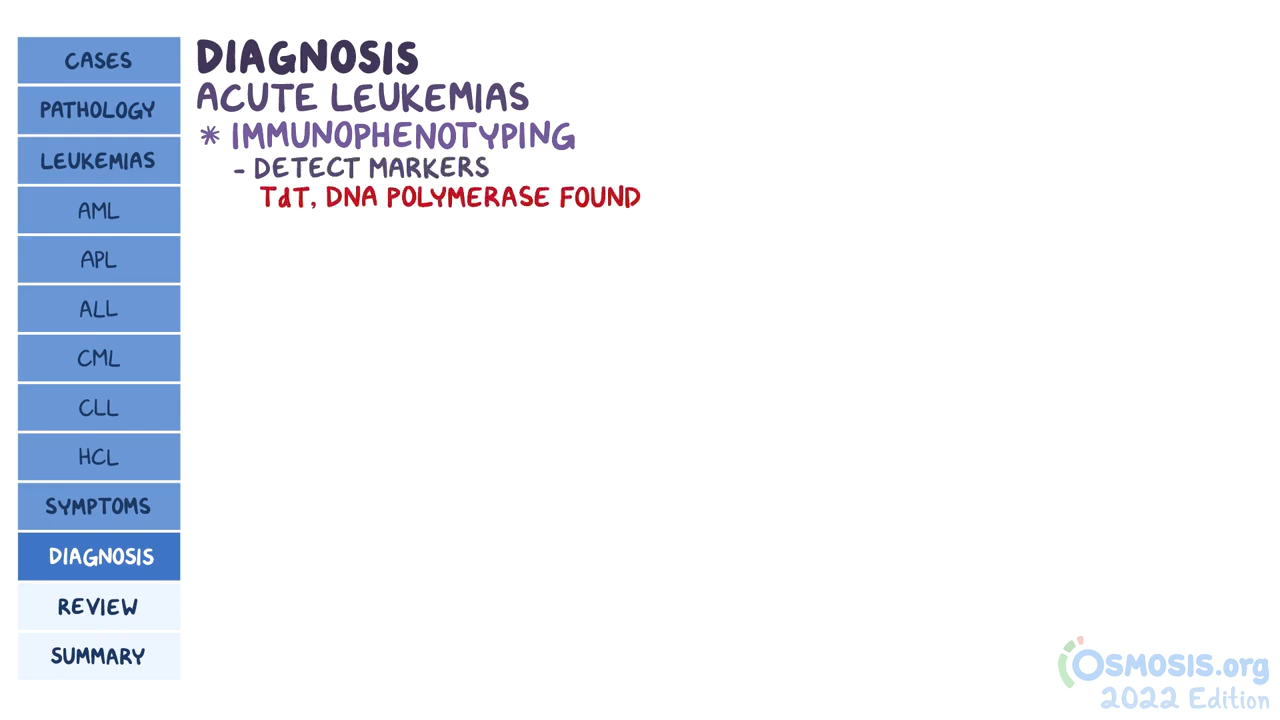 CASES
PATHOLOGY
LEUKEMIAS
AML
APL
ALL
CML
CLL
HCL
SYMPTOMS
DIAGNOSIS
REVIEW
SUMMARY
DIAGNOSIS
ACUTE LEUKEMIAS
* IMMUNOPHENOTYPING
- DETECT MARKERS
TdT, DNA POLYMERASE FOUND
OSMOSIS.org
2022 Edition